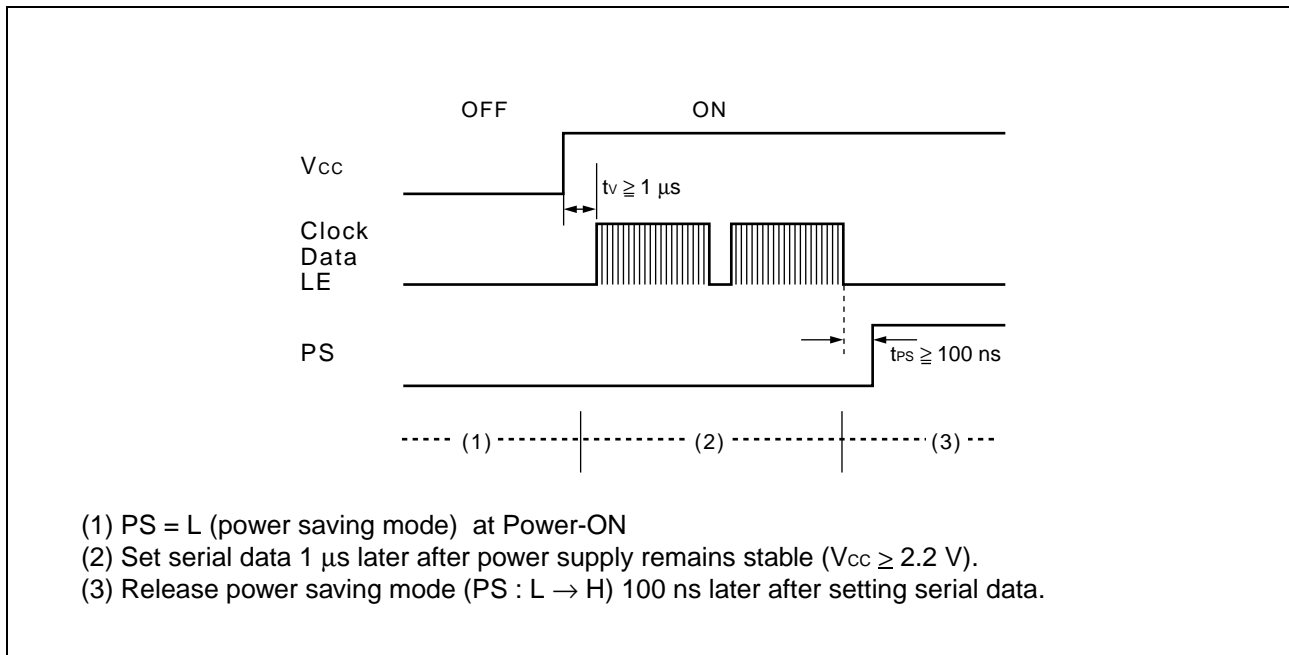 OFF ON
Vcc
tV ≧ 1 μs
Clock
Data
LE
PS
tPS ≧ 100 ns
(1) (2) (3)
(1) PS = L (power saving mode) at Power-ON
(2) Set serial data 1 μs later after power supply remains stable (Vcc ≥ 2.2 V).
(3) Release power saving mode (PS : L → H) 100 ns later after setting serial data.